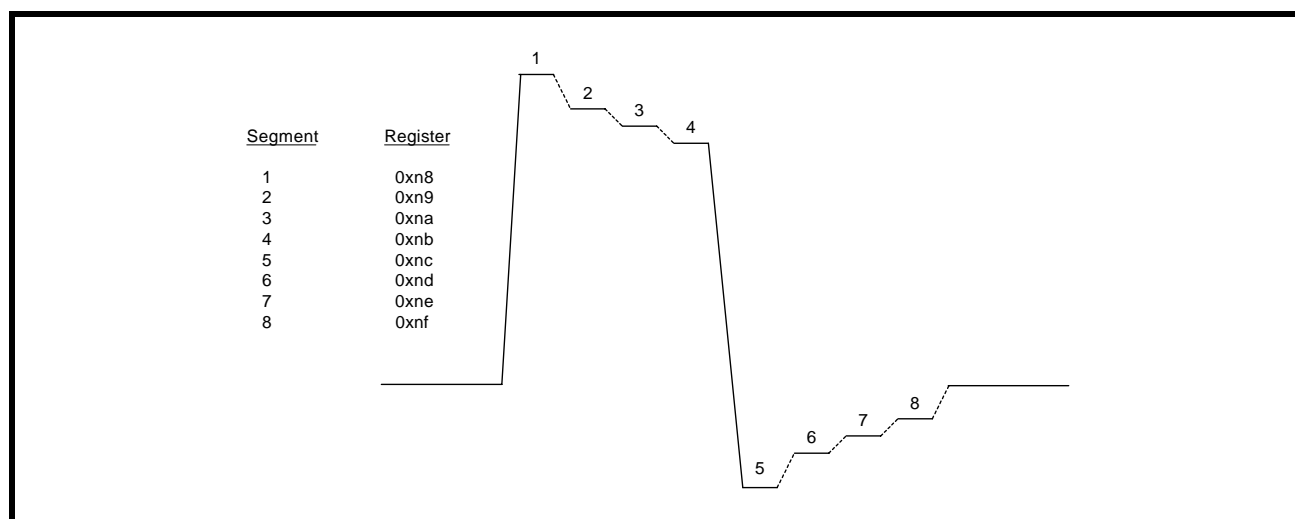 Segment Register
1 0xn8
2 0xn9
3 0xna
4 0xnb
5 0xnc
6 0xnd
7 0xne
8 0xnf
1
2
3
4
5
6
7
8